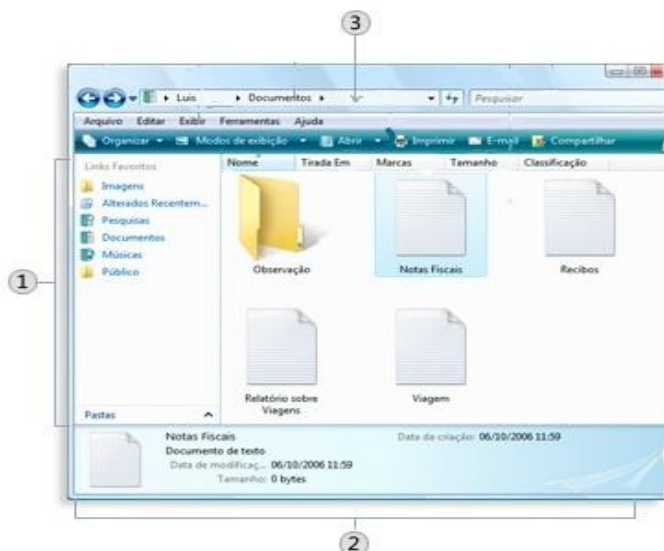 3
Luis Documentos
Pesquisar
Arquivo Editar Exibir Ferramentas Ajuda
Organizar Modos de exibição Abrir Imprimir E-mail Compartilhar
Links Favoritos
Nome Tirada Em Marcas Tamanho Classificação
Imagens
Alterados Recentem...
Pesquisas
Documentos
Músicas
Público
Observação
Notas Fiscais
Recibos
1
Relatório sobre
Viagens
Viagem
Pastas
Notas Fiscais
Data da criação: 06/10/2006 11:59
Documento de texto
Data de modificaç... 06/10/2006 11:59
Tamanho: 0 bytes
2